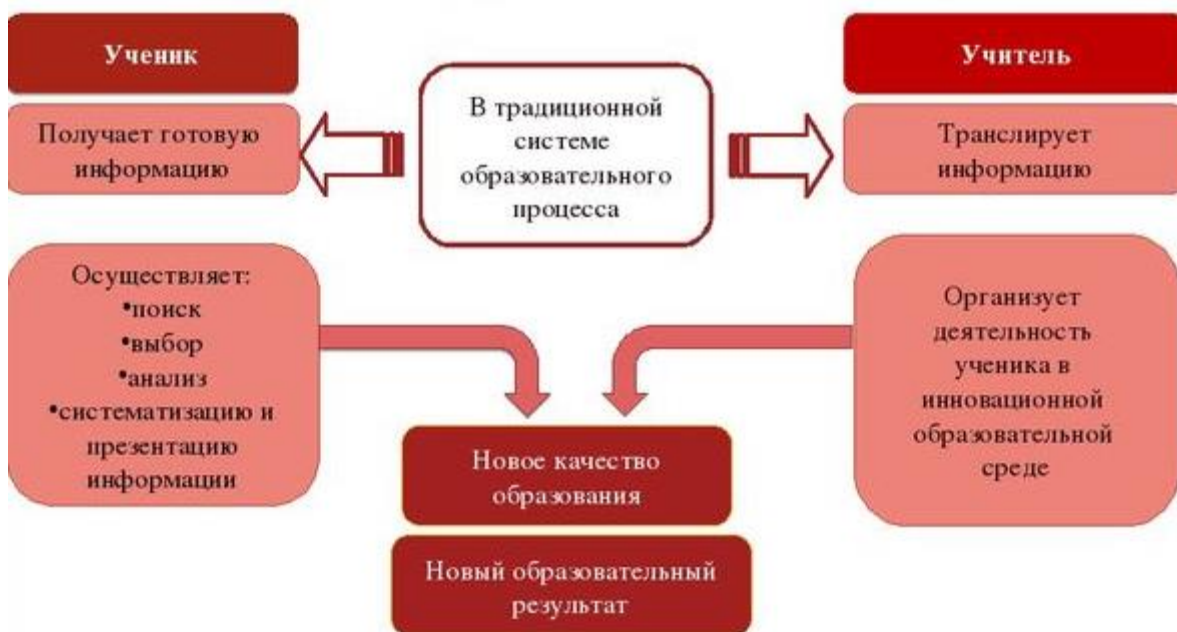 Ученик
Учитель
Получает готовую
информацию
В традиционной
системе
образовательного
процесса
Транслирует
информацию
Осуществляет:
•поиск
•выбор
•анализ
•систематизацию и
презентацию
информации
Организует
деятельность
ученика в
инновационной
образовательной
среде
Новое качество
образования
Новый образовательный
результат